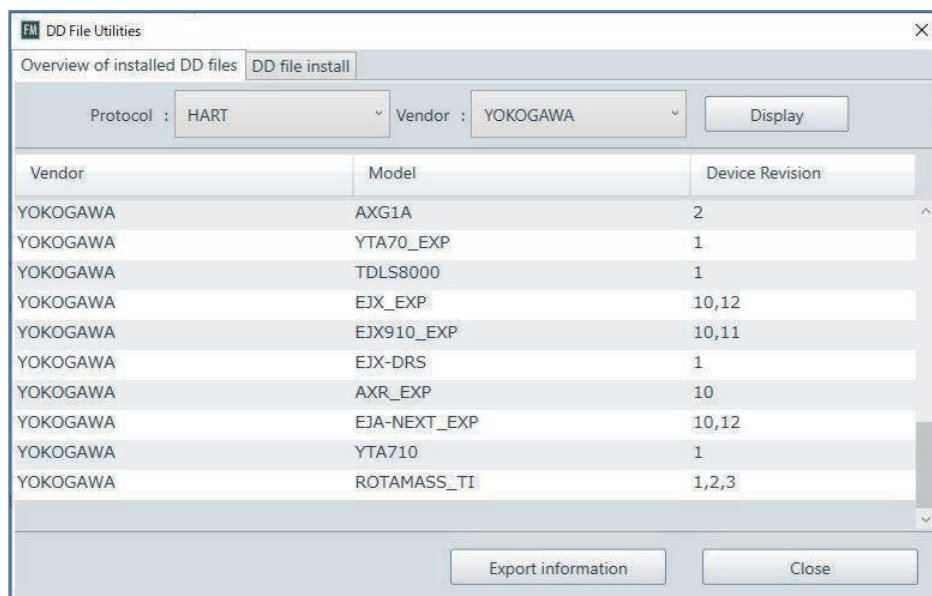 FM DD File Utilities
Overview of installed DD files DD file install
Protocol : HART Vendor : YOKOGAWA Display
Vendor Model Device Revision
YOKOGAWA AXG1A 2
YOKOGAWA YTA70_EXP 1
YOKOGAWA TDLS8000 1
YOKOGAWA EJX_EXP 10,12
YOKOGAWA EJX910_EXP 10,11
YOKOGAWA EJX-DRS 1
YOKOGAWA AXR_EXP 10
YOKOGAWA EJA-NEXT_EXP 10,12
YOKOGAWA YTA710 1
YOKOGAWA ROTAMASS_TI 1,2,3
Export information Close